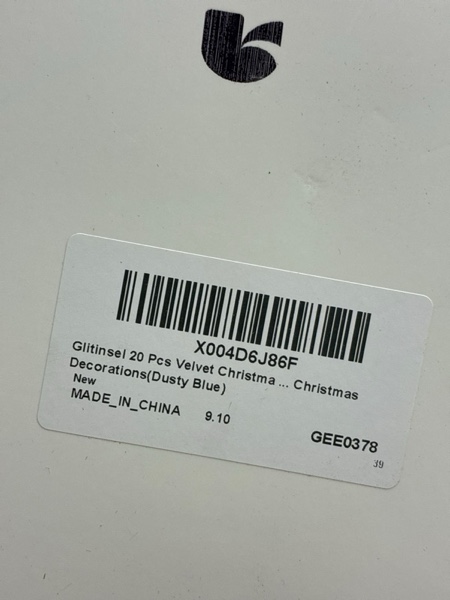 X004D6J86F
Glitinsel 20 Pcs Velvet Christma ... Christmas
Decorations(Dusty Blue)
New
MADE_IN_CHINA 9.10
GEE0378
39